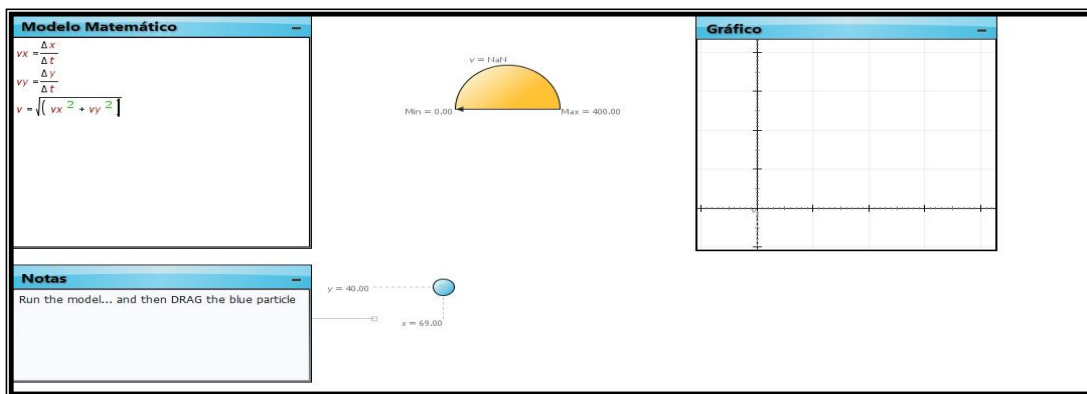 Modelo Matemático
vx = Δx / Δt
vy = Δy / Δt
v = √(vx² + vy²)
v = NaN
Min = 0.00
Max = 400.00
Gráfico
Notas
Run the model... and then DRAG the blue particle
y = 40.00
x = 69.00